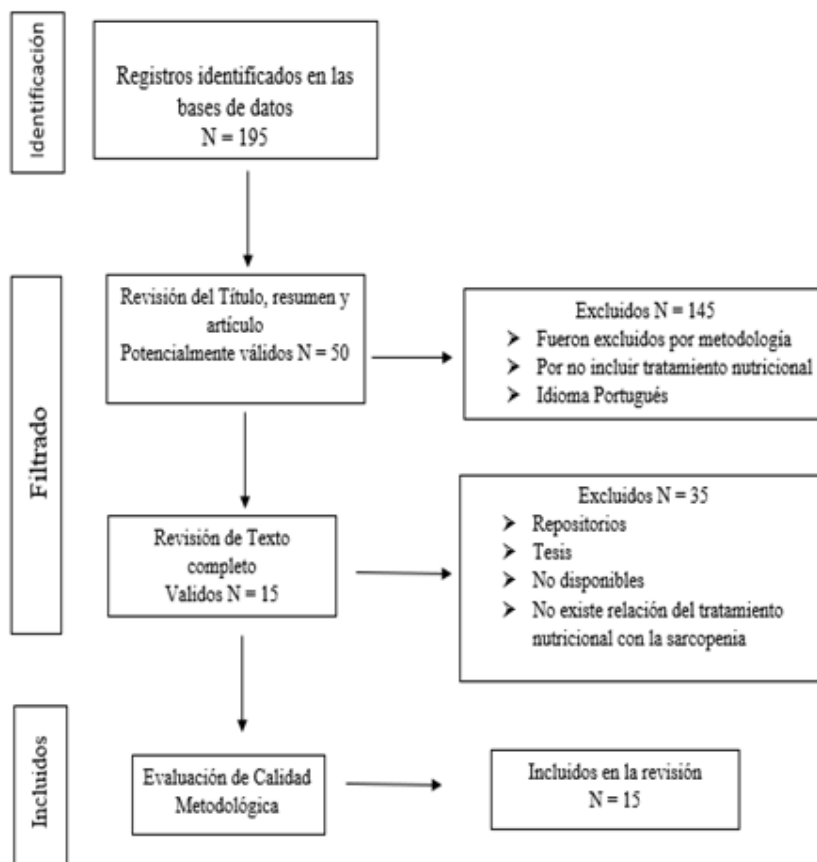 Identificación
Registros identificados en las
bases de datos
N = 195
Filtrado
Revisión del Título, resumen y
artículo
Potencialmente válidos N = 50
Excluidos N = 145
➢ Fueron excluidos por metodología
➢ Por no incluir tratamiento nutricional
➢ Idioma Portugués
Revisión de Texto
completo
Validos N = 15
Excluidos N = 35
➢ Repositorios
➢ Tesis
➢ No disponibles
➢ No existe relación del tratamiento
nutricional con la sarcopenia
Incluidos
Evaluación de Calidad
Metodológica
Incluidos en la revisión
N = 15